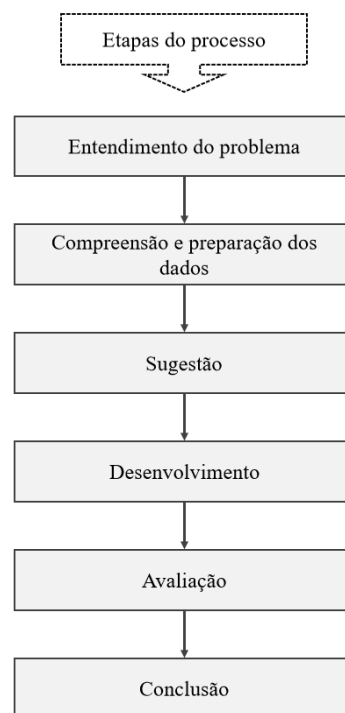 Etapas do processo
Entendimento do problema
Compreensão e preparação dos
dados
Sugestão
Desenvolvimento
Avaliação
Conclusão